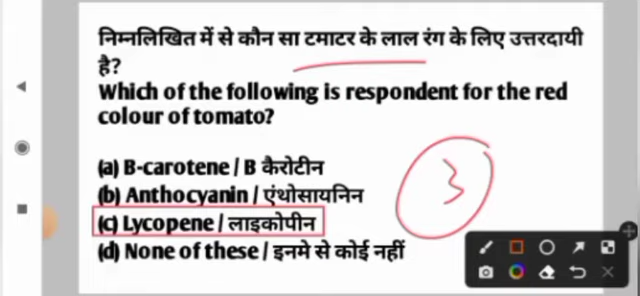 निम्नलिखित में से कौन सा टमाटर के लाल रंग के लिए उत्तरदायी
है?
Which of the following is respondent for the red
colour of tomato?
(a) B-carotene / B कैरोटीन
(b) Anthocyanin / एंथोसायनिन
(c) Lycopene / लाइकोपीन
(d) None of these / इनमे से कोई नहीं
3